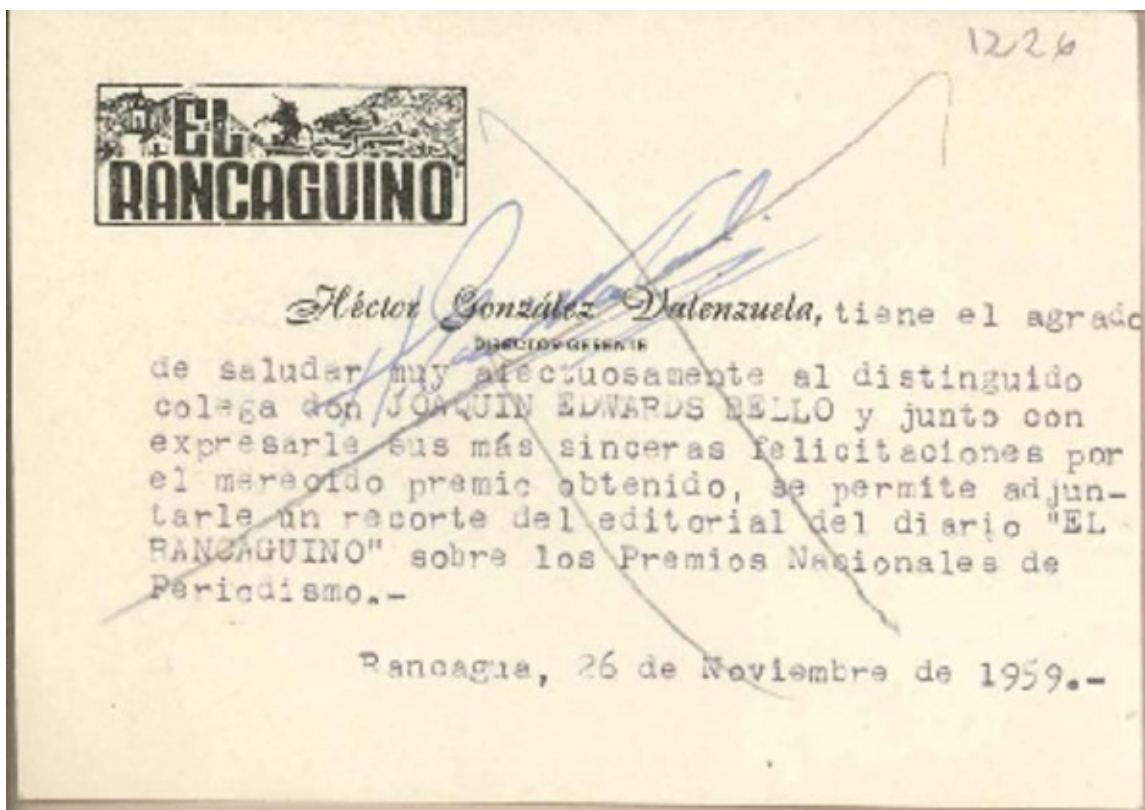 1226
EL
RANCAGUINO
Héctor González Valenzuela, tiene el agrado
DIRECTOR-GERENTE
de saludar muy afectuosamente al distinguido
colega don JOAQUIN EDWARDS BELLO y junto con
expresarle sus más sinceras felicitaciones por
el merecido premio obtenido, se permite adjun-
tarle un recorte del editorial del diario "EL
RANCAGUINO" sobre los Premios Nacionales de
Periodismo.-
Rancagua, 26 de Noviembre de 1959.-